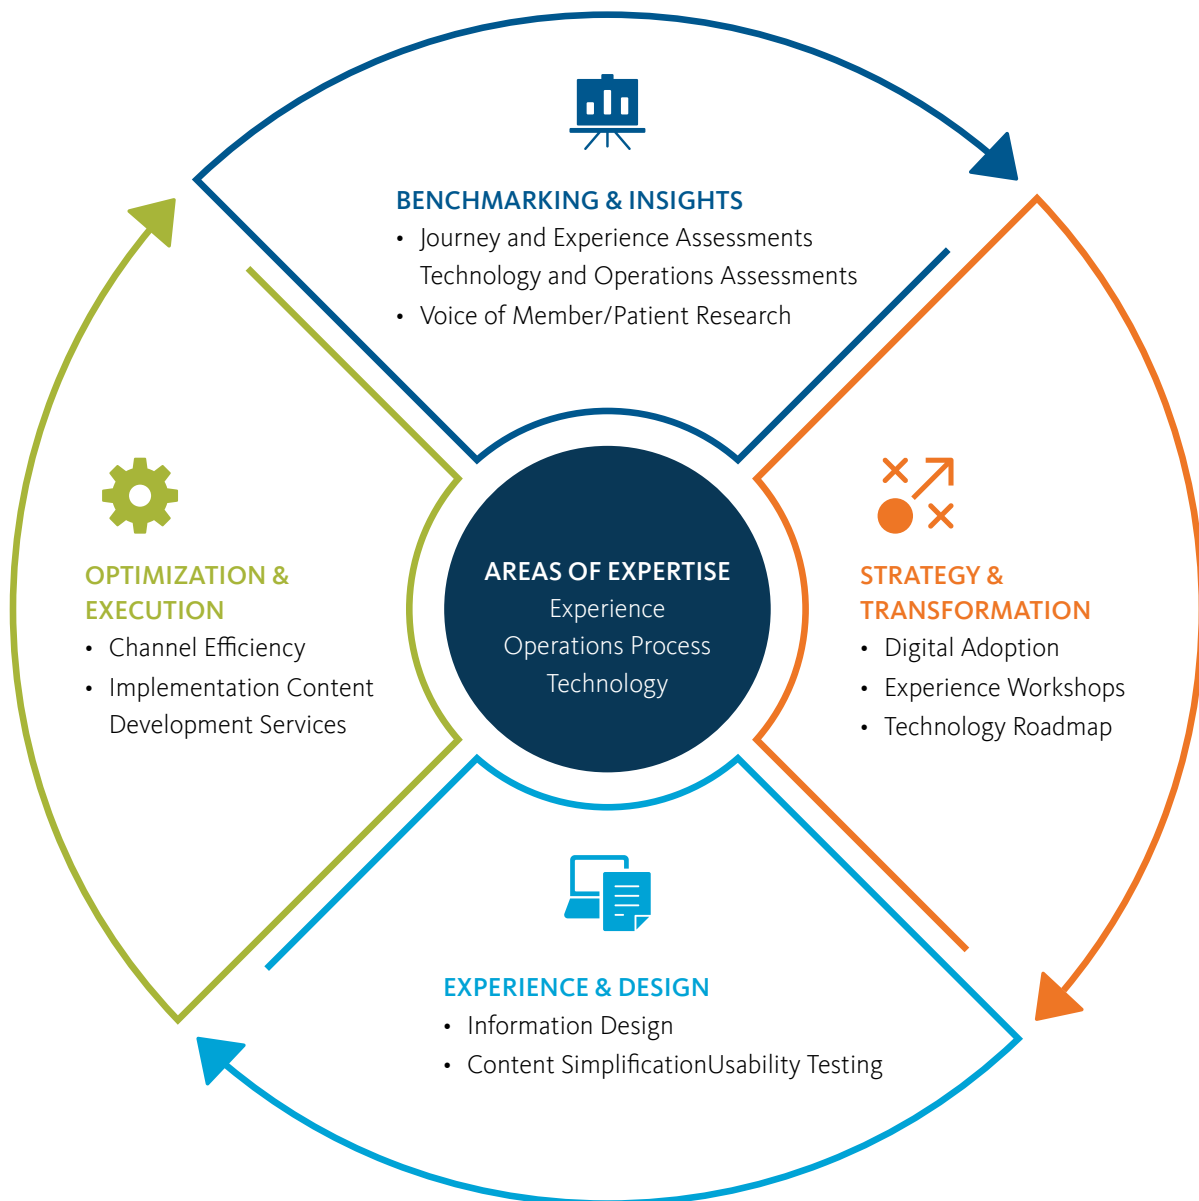 BENCHMARKING & INSIGHTS
• Journey and Experience Assessments
Technology and Operations Assessments
• Voice of Member/Patient Research
OPTIMIZATION &
EXECUTION
• Channel Efficiency
• Implementation Content
Development Services
AREAS OF EXPERTISE
Experience
Operations Process
Technology
STRATEGY &
TRANSFORMATION
• Digital Adoption
• Experience Workshops
• Technology Roadmap
EXPERIENCE & DESIGN
• Information Design
• Content SimplificationUsability Testing